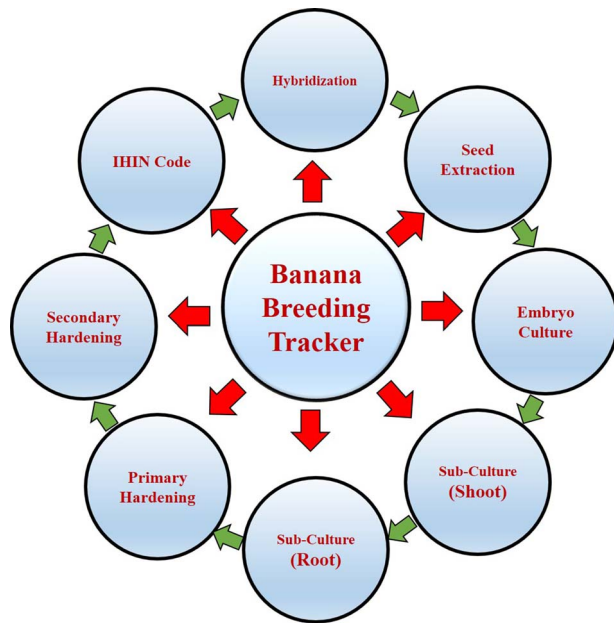 Hybridization
Seed
Extraction
Embryo
Culture
Sub-Culture
(Shoot)
Sub-Culture
(Root)
Primary
Hardening
Secondary
Hardening
IHIN Code
Banana
Breeding
Tracker